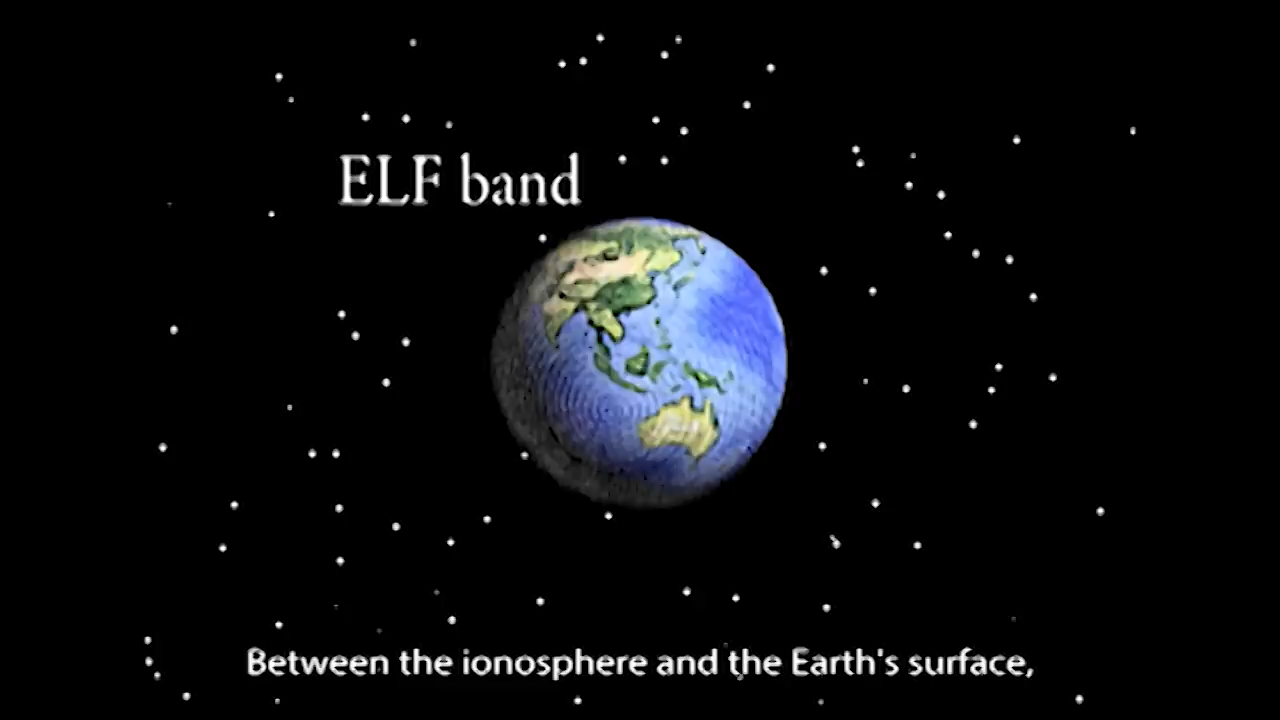 ELF band
Between the ionosphere and the Earth's surface,